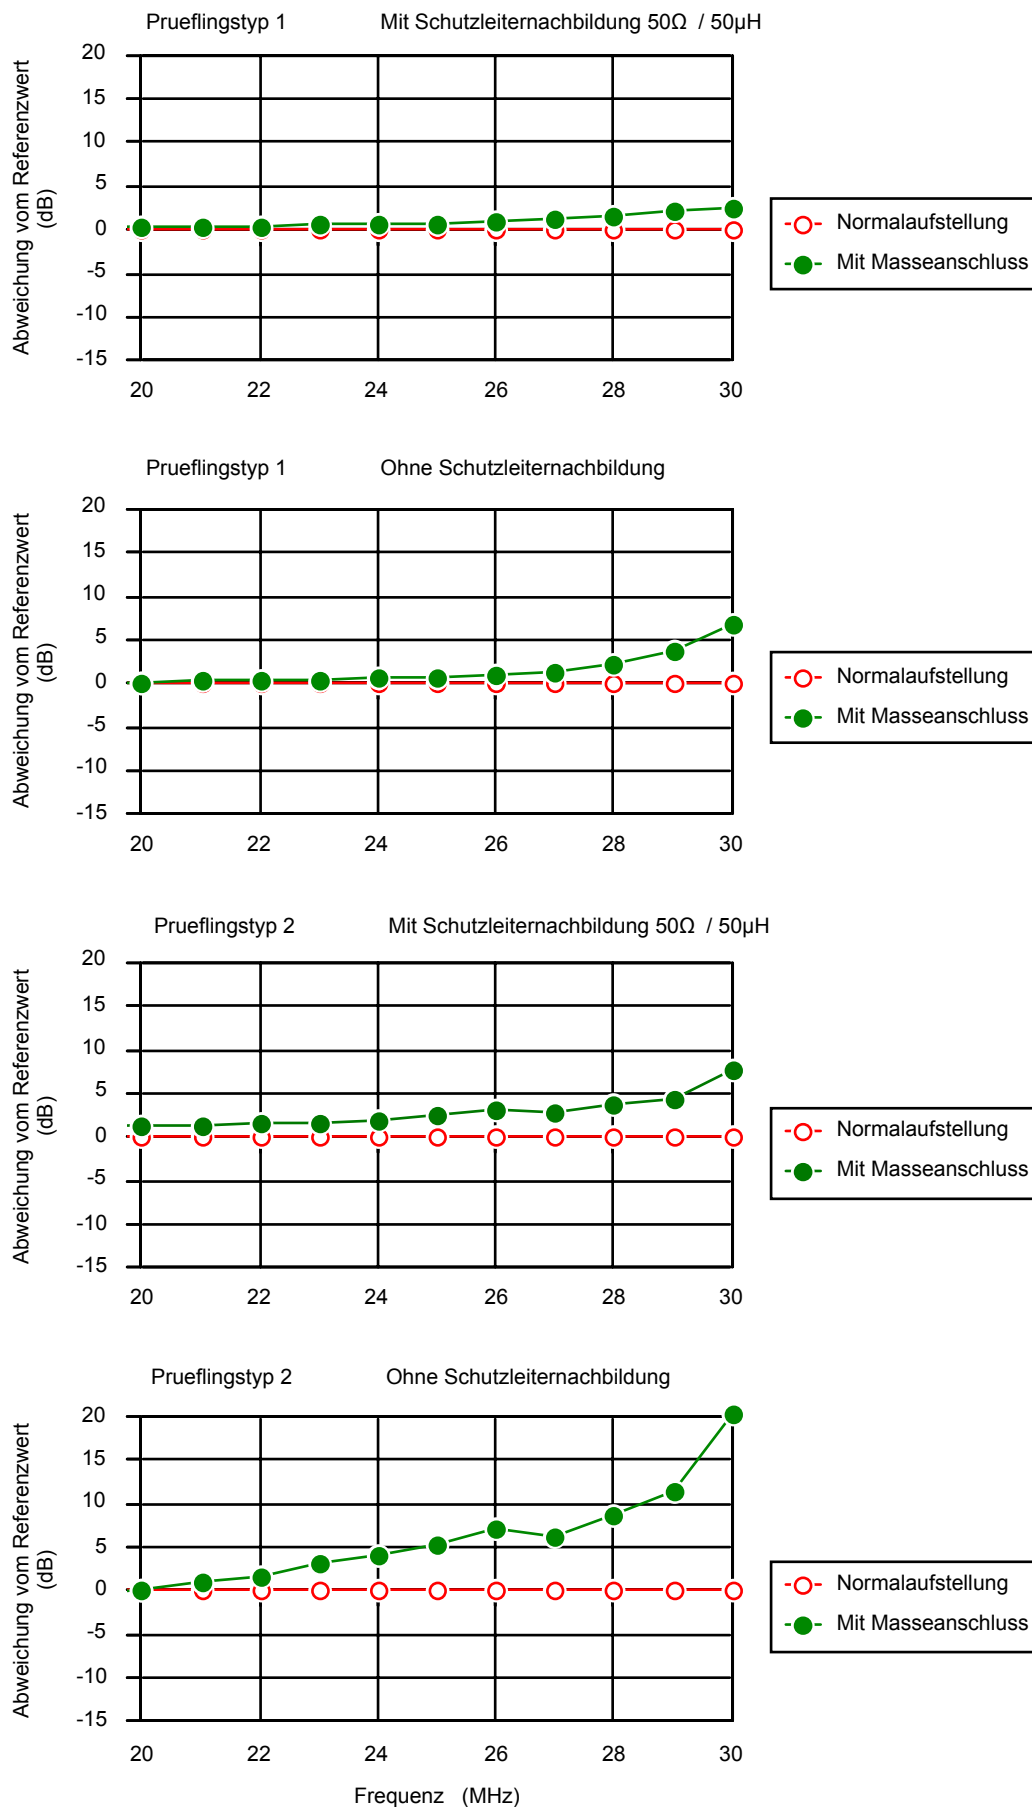 Prueflingstyp 1 Mit Schutzleiternachbildung 50Ω / 50µH
Abweichung vom Referenzwert
(dB)
20
15
10
5
0
-5
-10
-15
20 22 24 26 28 30
Normalaufstellung
Mit Masseanschluss
Prueflingstyp 1 Ohne Schutzleiternachbildung
Abweichung vom Referenzwert
(dB)
20
15
10
5
0
-5
-10
-15
20 22 24 26 28 30
Normalaufstellung
Mit Masseanschluss
Prueflingstyp 2 Mit Schutzleiternachbildung 50Ω / 50µH
Abweichung vom Referenzwert
(dB)
20
15
10
5
0
-5
-10
-15
20 22 24 26 28 30
Normalaufstellung
Mit Masseanschluss
Prueflingstyp 2 Ohne Schutzleiternachbildung
Abweichung vom Referenzwert
(dB)
20
15
10
5
0
-5
-10
-15
20 22 24 26 28 30
Normalaufstellung
Mit Masseanschluss
Frequenz (MHz)